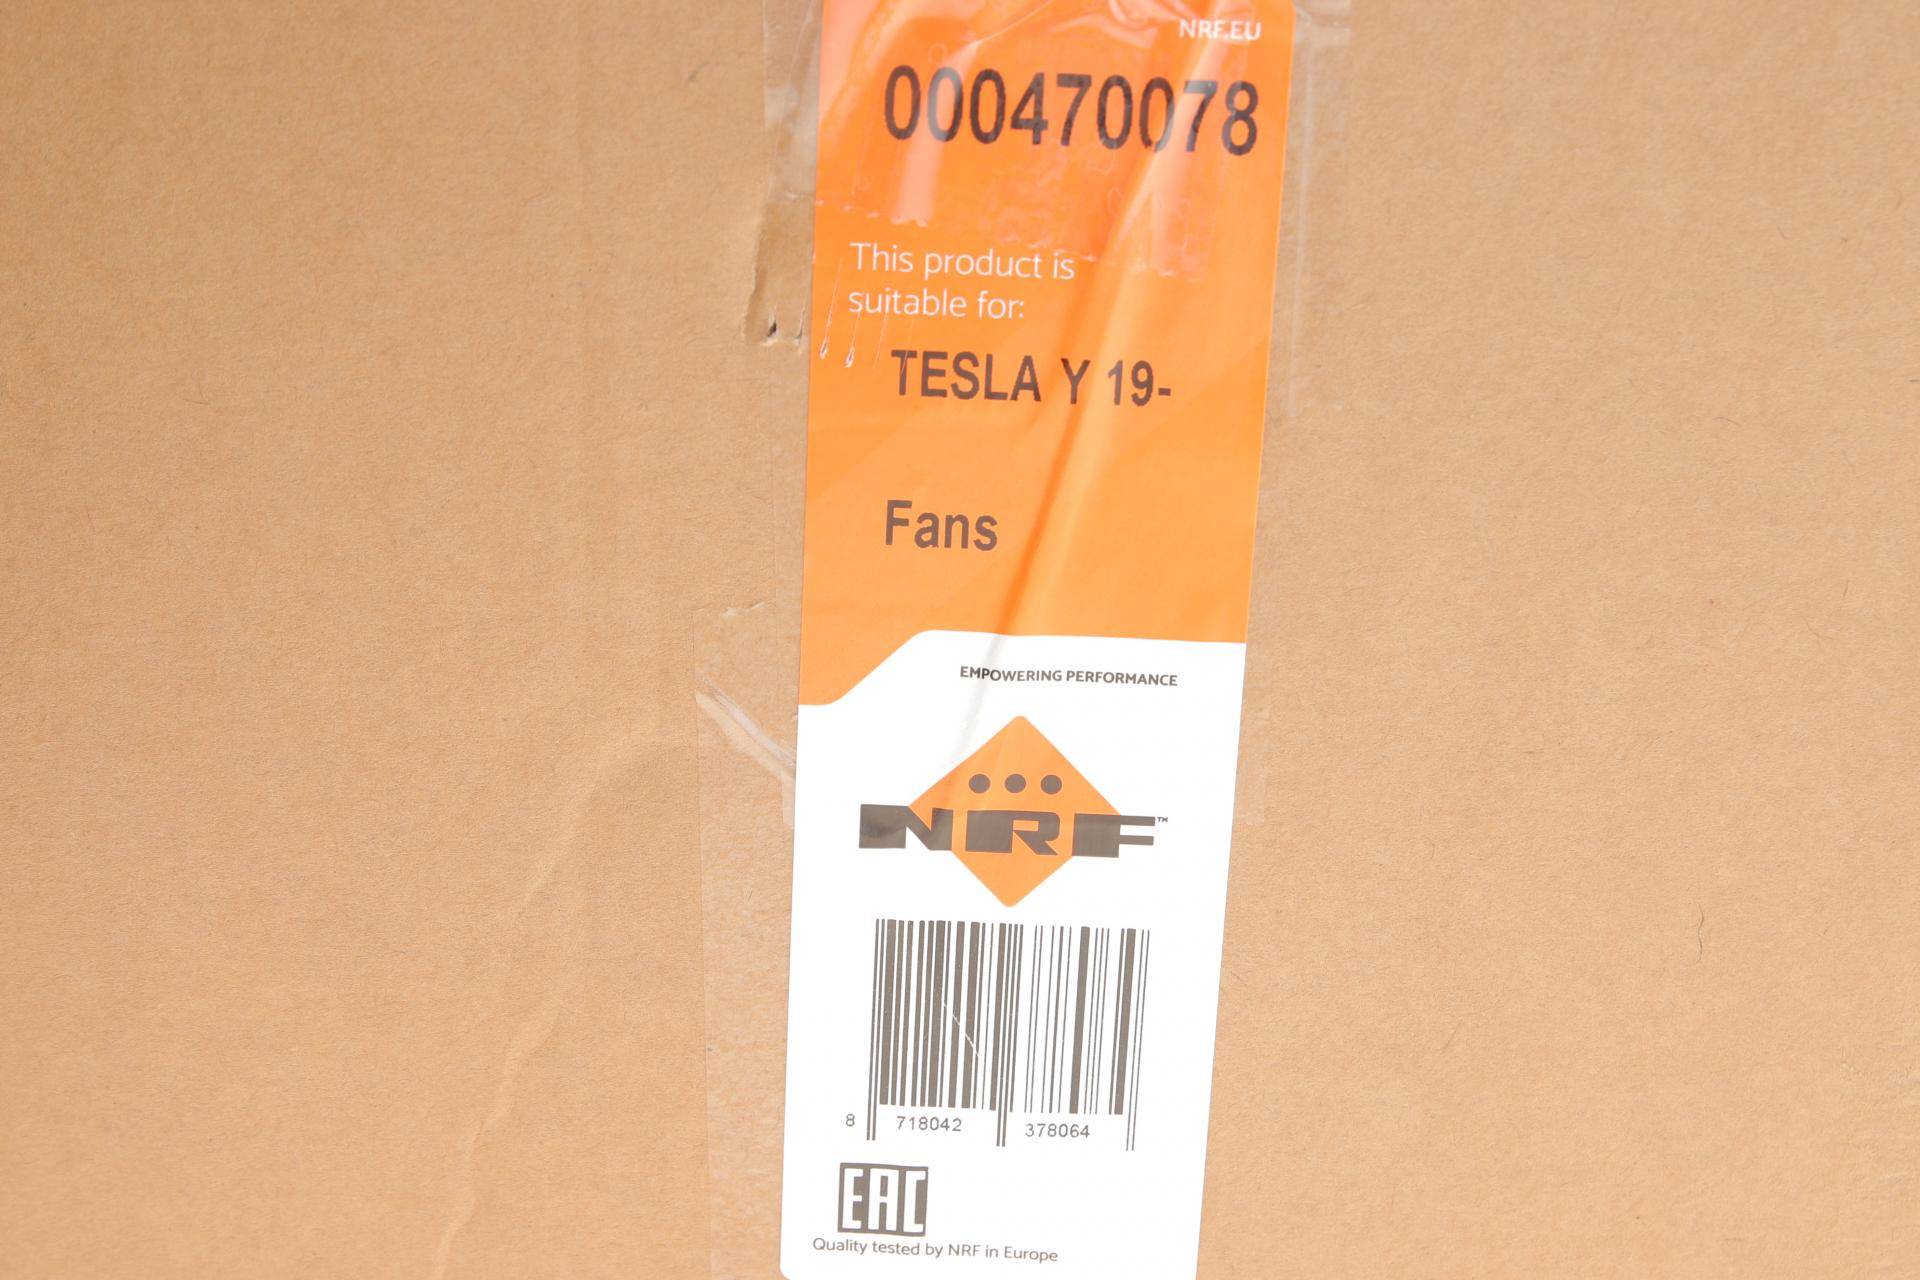 NRF.EU
000470078
This product is
suitable for:
TESLA Y 19-
Fans
EMPOWERING PERFORMANCE
NRF™
8 718042 378064
EAC
Quality tested by NRF in Europe